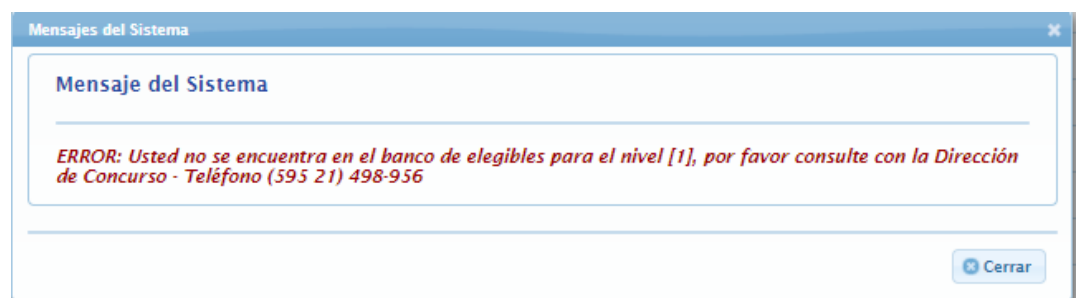 Mensajes del Sistema
Mensaje del Sistema
ERROR: Usted no se encuentra en el banco de elegibles para el nivel [1], por favor consulte con la Dirección
de Concurso - Teléfono (595 21) 498-956
Cerrar